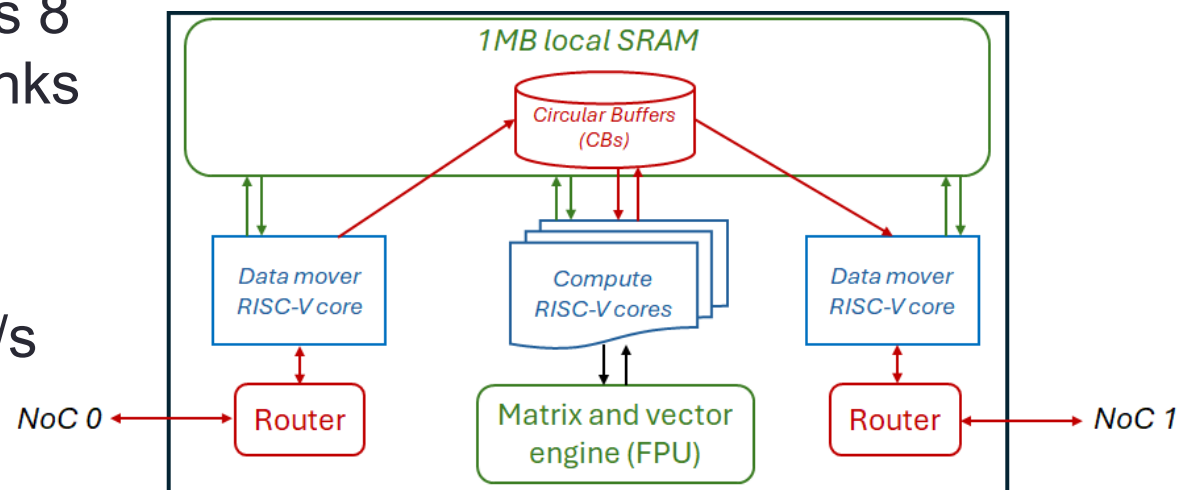 s 8
nks
/s
1MB local SRAM
Circular Buffers
(CBs)
Data mover
RISC-V core
Compute
RISC-V cores
Data mover
RISC-V core
NoC 0
Router
Matrix and vector
engine (FPU)
Router
NoC 1